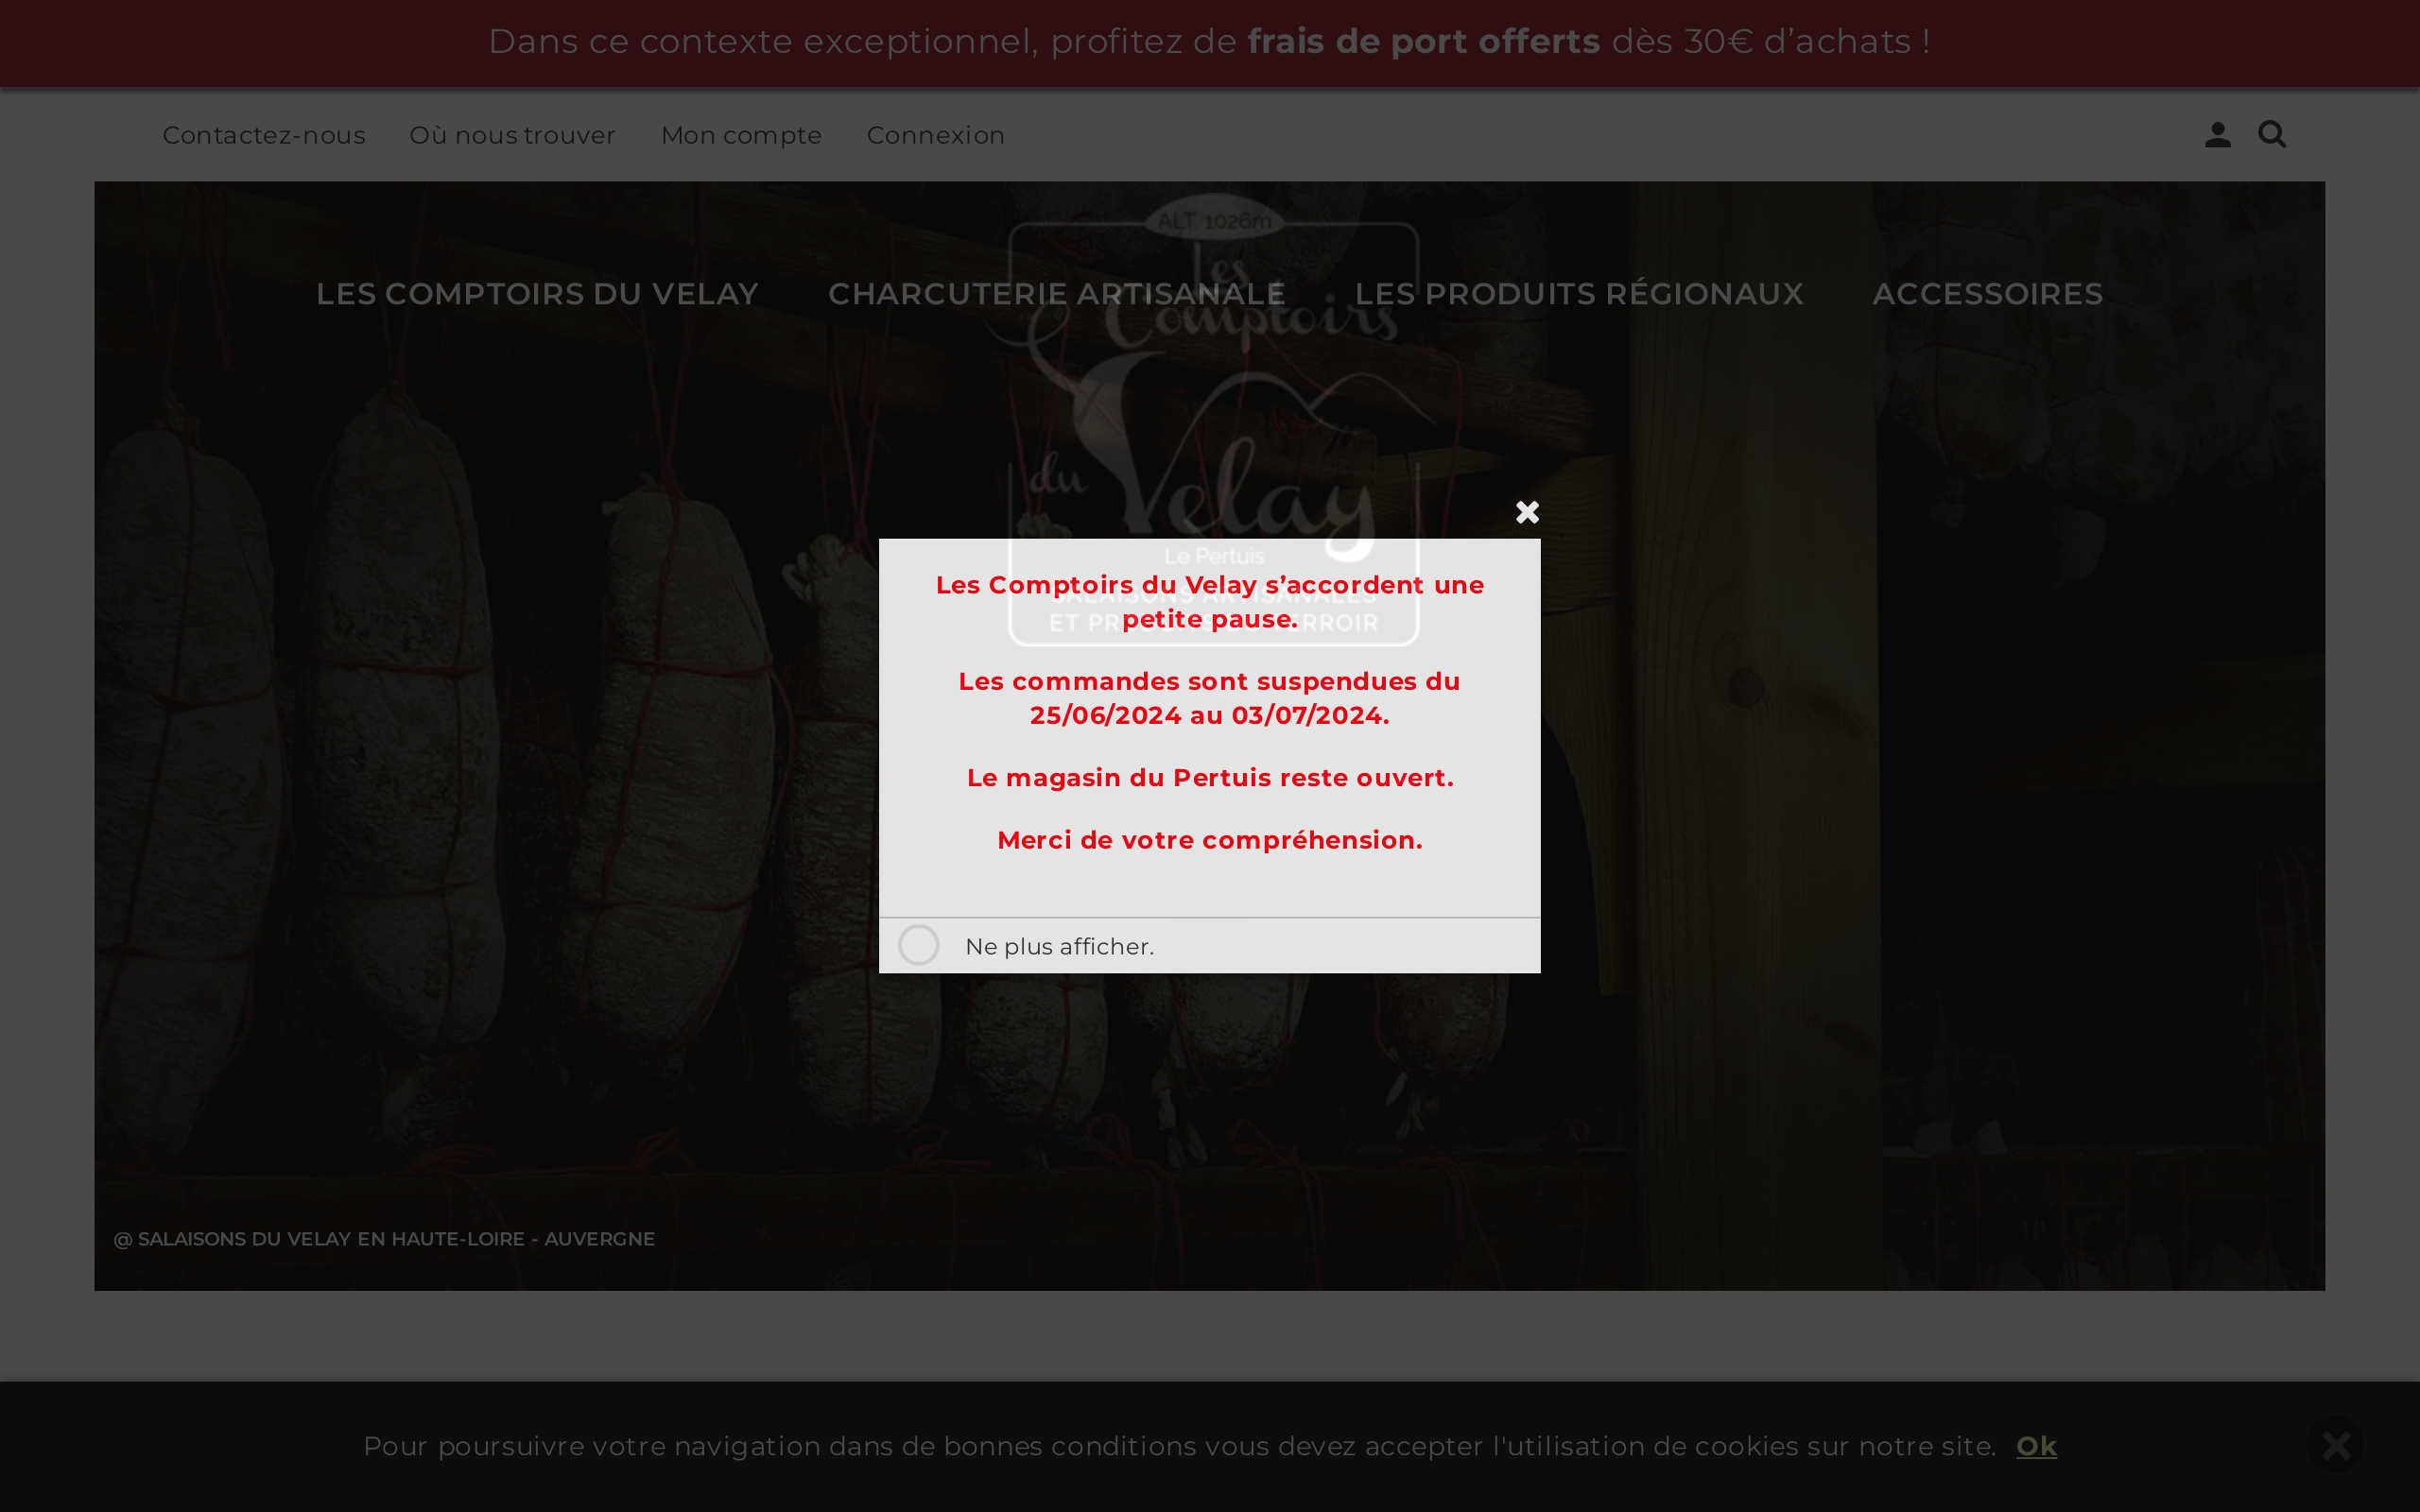 Dans ce contexte exceptionnel, profitez de frais de port offerts dès 30€ d’achats !
Contactez-nous Où nous trouver Mon compte Connexion
ALT. 1026m
LES COMPTOIRS DU VELAY CHARCUTERIE ARTISANALE LES PRODUITS RÉGIONAUX ACCESSOIRES
Les
Comptoirs
du Velay
Le Pertuis
SALAISONS ARTISANALES
ET PRODUITS DU TERROIR
Les Comptoirs du Velay s’accordent une
petite pause.
Les commandes sont suspendues du
25/06/2024 au 03/07/2024.
Le magasin du Pertuis reste ouvert.
Merci de votre compréhension.
Ne plus afficher.
@ SALAISONS DU VELAY EN HAUTE-LOIRE - AUVERGNE
Pour poursuivre votre navigation dans de bonnes conditions vous devez accepter l'utilisation de cookies sur notre site. Ok